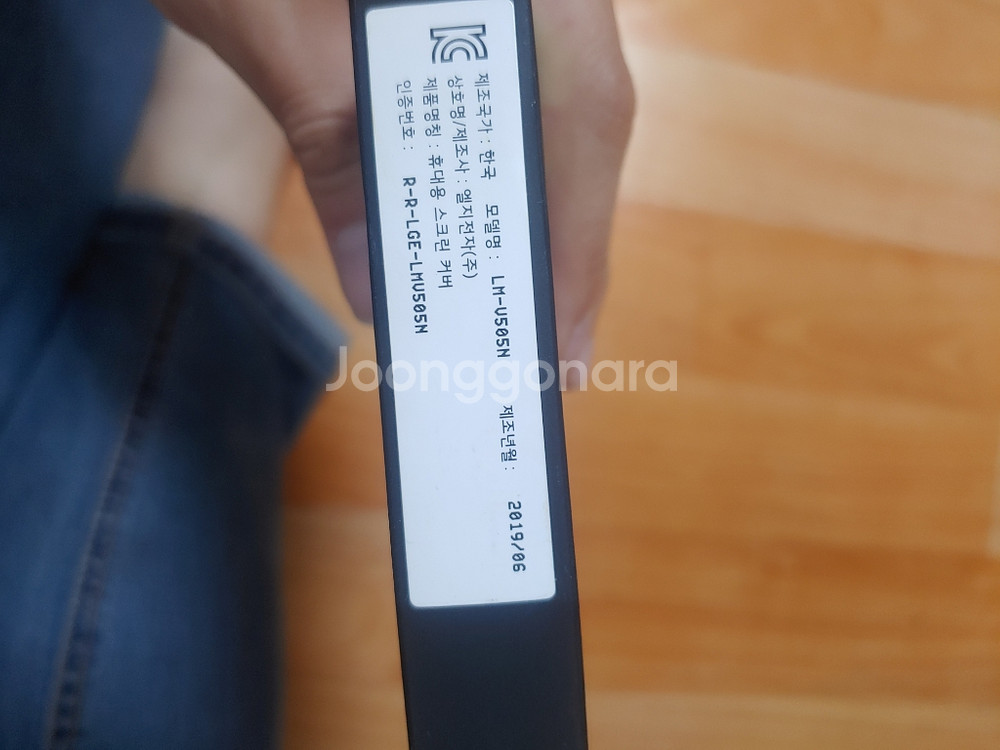 제조국가 : 한국 모델명 : LM-V505N 제조년월 : 2019/06
상호명/제조사 : 엘지전자(주)
제품명칭 : 휴대용 스크린 커버
인증번호 : R-R-LGE-LMV505N
Joonggonara